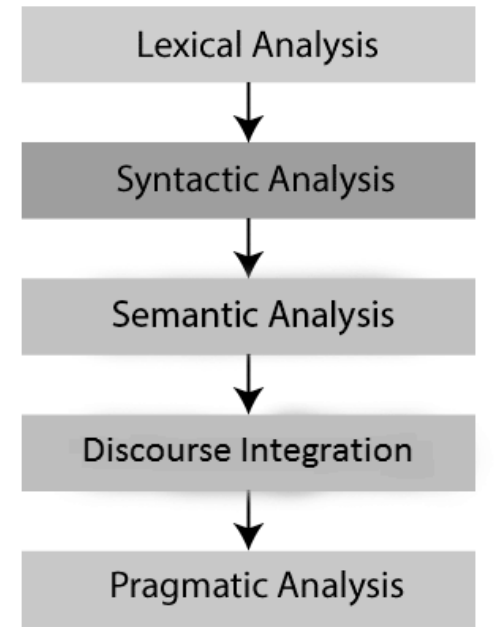 Lexical Analysis
Syntactic Analysis
Semantic Analysis
Discourse Integration
Pragmatic Analysis